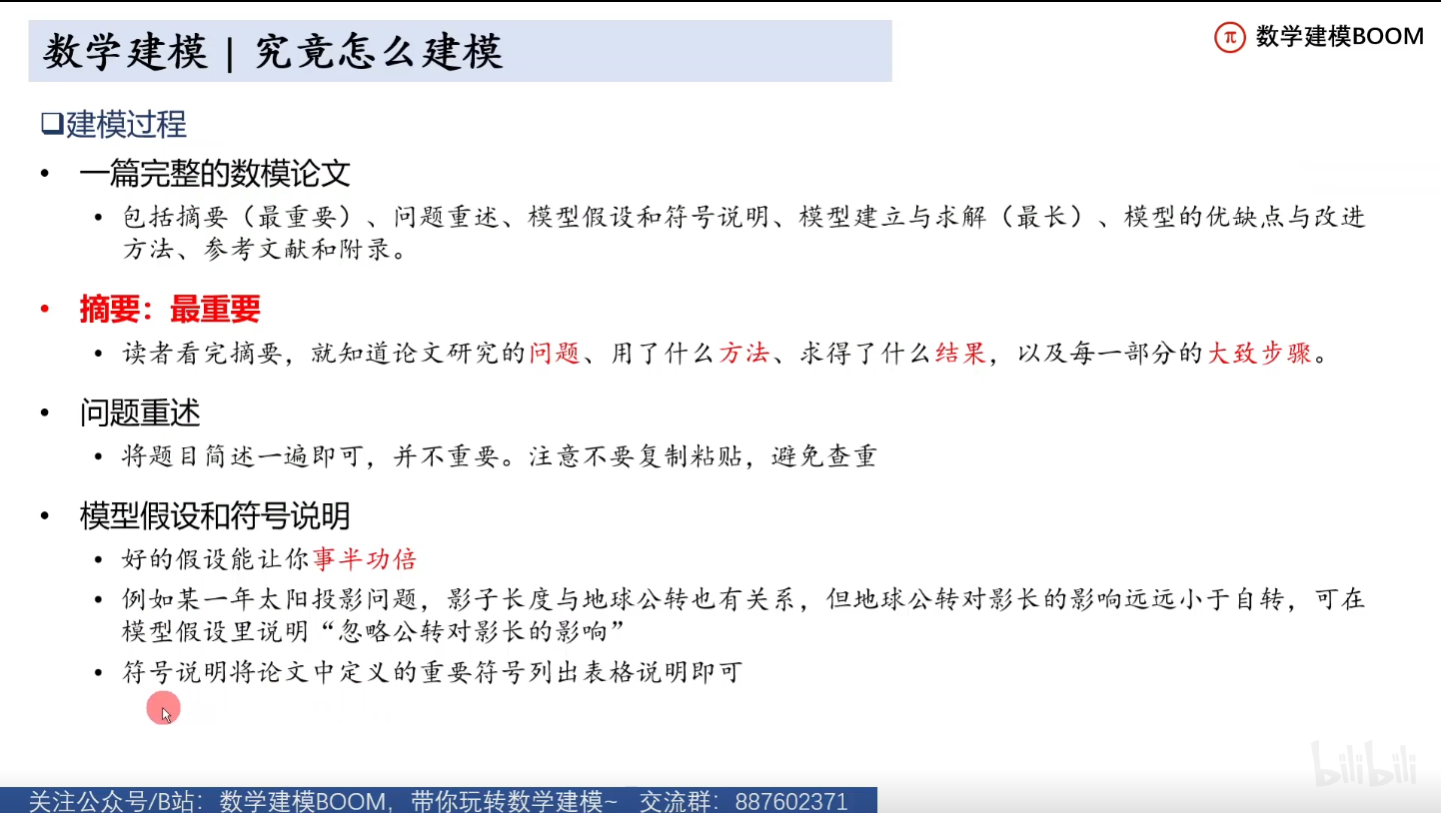 数学建模 | 究竟怎么建模
π 数学建模BOOM
❑建模过程
• 一篇完整的数模论文
• 包括摘要（最重要）、问题重述、模型假设和符号说明、模型建立与求解（最长）、模型的优缺点与改进
方法、参考文献和附录。
• 摘要：最重要
• 读者看完摘要，就知道论文研究的问题、用了什么方法、求得了什么结果，以及每一部分的大致步骤。
• 问题重述
• 将题目简述一遍即可，并不重要。注意不要复制粘贴，避免查重
• 模型假设和符号说明
• 好的假设能让你事半功倍
• 例如某一年太阳投影问题，影子长度与地球公转也有关系，但地球公转对影长的影响远远小于自转，可在
模型假设里说明“忽略公转对影长的影响”
• 符号说明将论文中定义的重要符号列出表格说明即可
bilibili
关注公众号/B站：数学建模BOOM，带你玩转数学建模~ 交流群：887602371